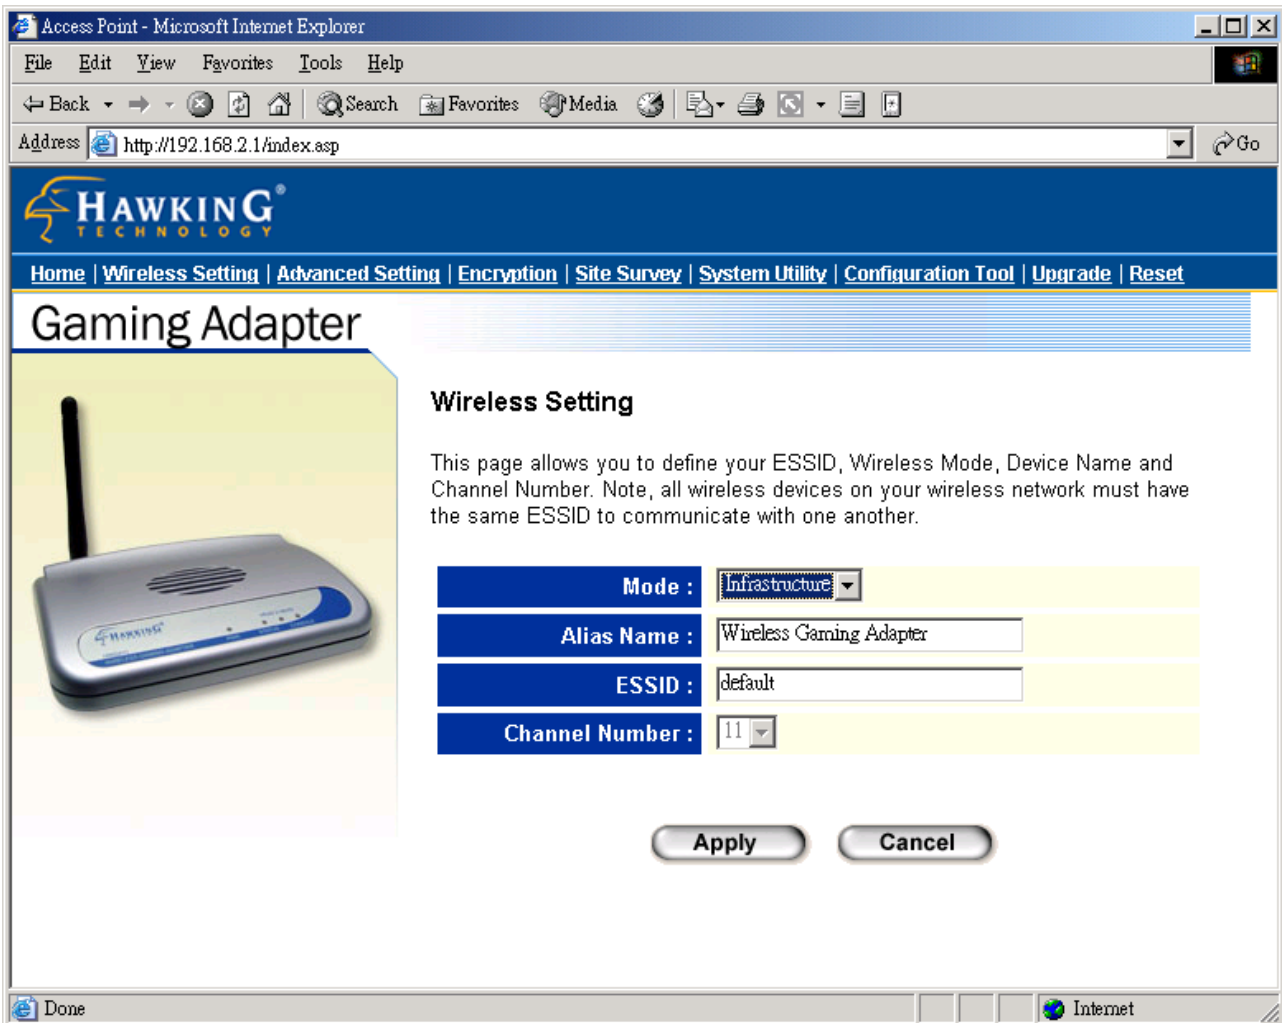 Access Point - Microsoft Internet Explorer
File Edit View Favorites Tools Help
Back Search Favorites Media
Address http://192.168.2.1/index.asp Go
HAWKING®
TECHNOLOGY
Home | Wireless Setting | Advanced Setting | Encryption | Site Survey | System Utility | Configuration Tool | Upgrade | Reset
Gaming Adapter
HAWKING
Wireless Setting
This page allows you to define your ESSID, Wireless Mode, Device Name and
Channel Number. Note, all wireless devices on your wireless network must have
the same ESSID to communicate with one another.
Mode : Infrastructure
Alias Name : Wireless Gaming Adapter
ESSID : default
Channel Number : 11
Apply Cancel
Done Internet